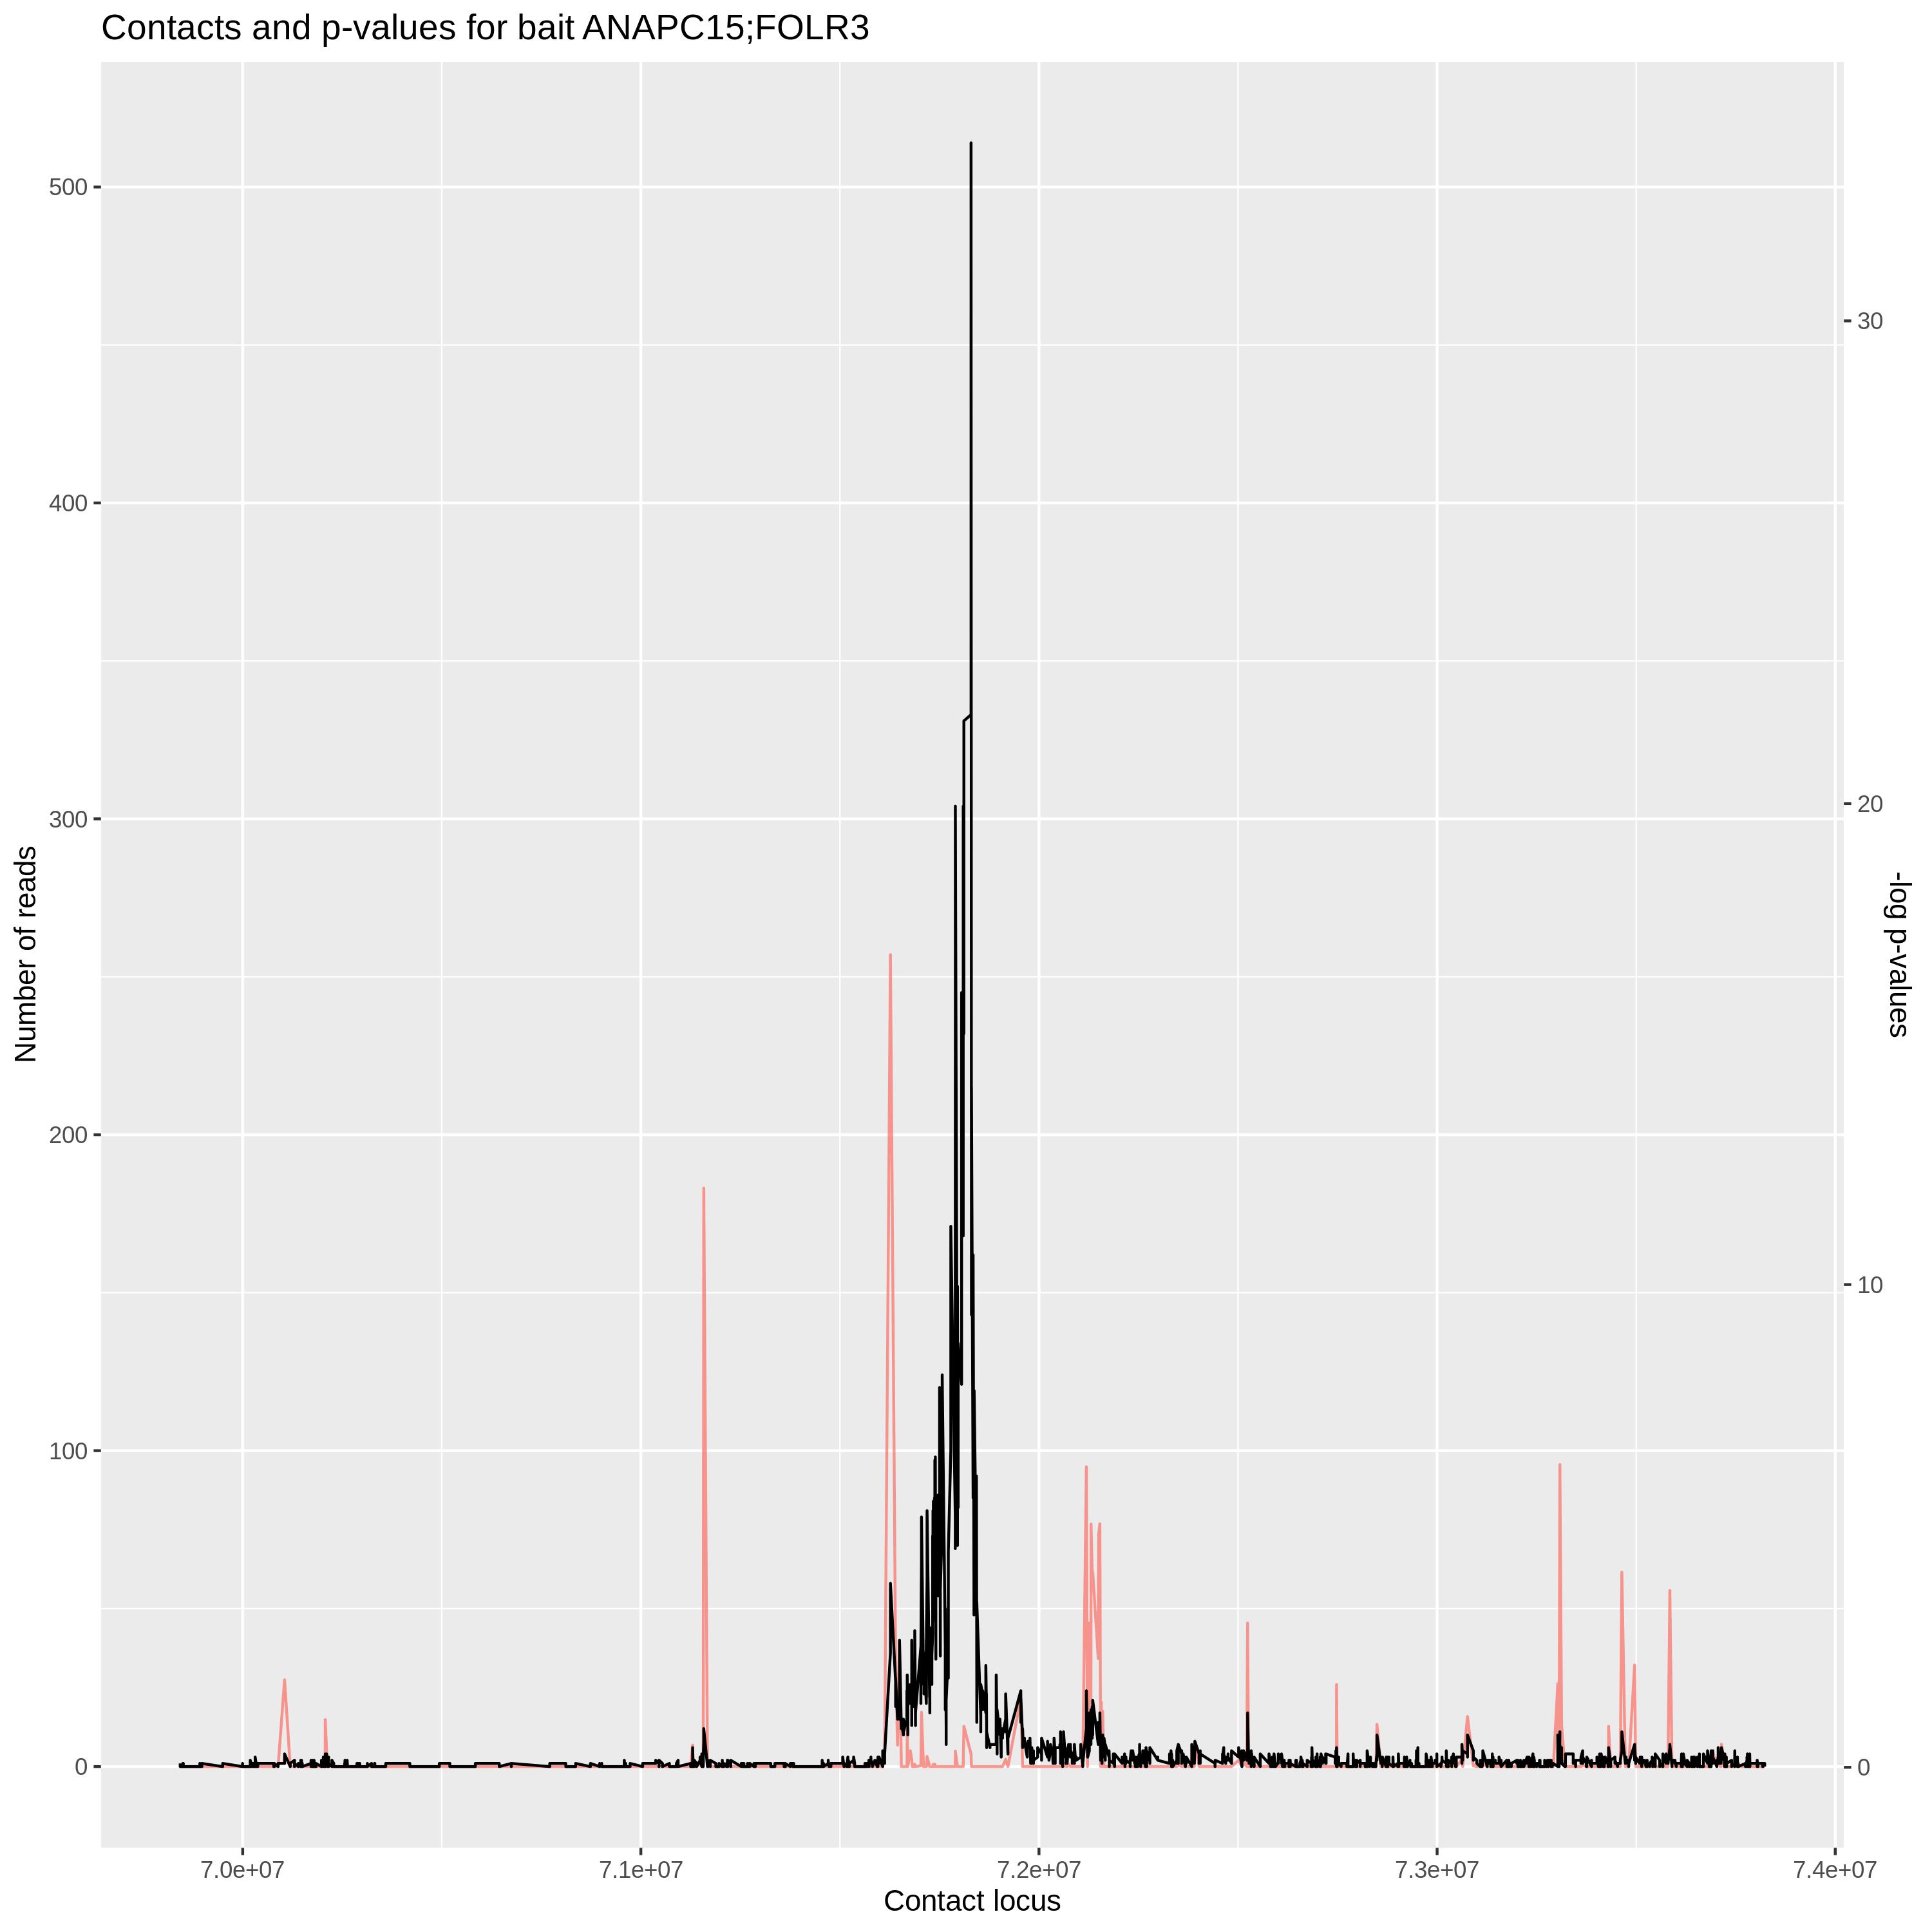 Contacts and p-values for bait ANAPC15;FOLR3
500
400
300
200
100
0
Number of reads
30
20
10
0
-log p-values
7.0e+07
7.1e+07
7.2e+07
7.3e+07
7.4e+07
Contact locus